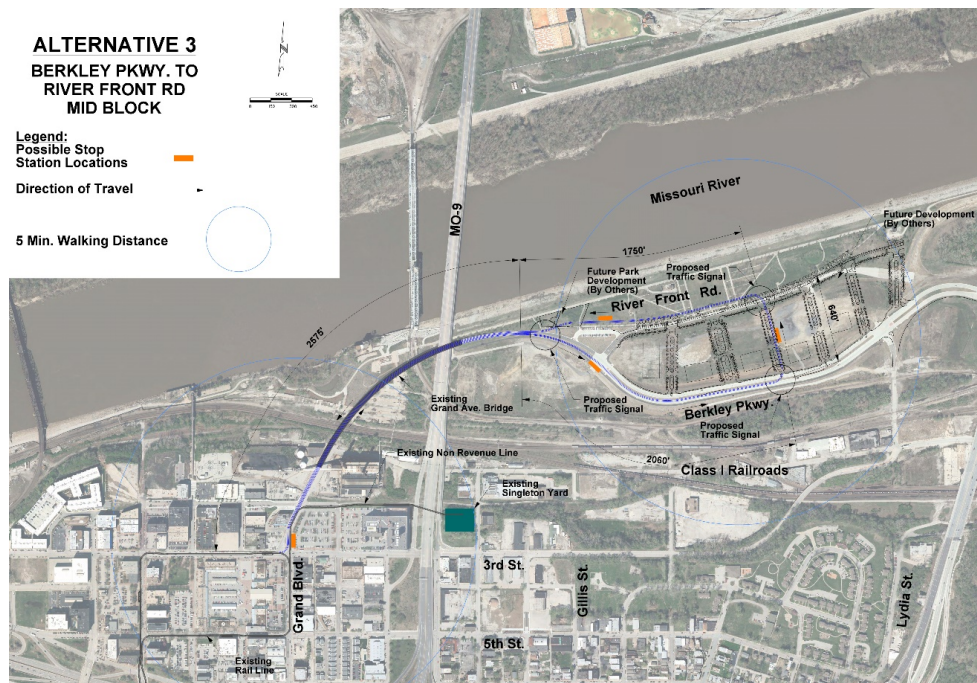 ALTERNATIVE 3
BERKLEY PKWY. TO
RIVER FRONT RD
MID BLOCK
N
SCALE
Legend:
Possible Stop
Station Locations
Direction of Travel
5 Min. Walking Distance
MO-9
Missouri River
Future Development
(By Others)
1750'
Future Park
Development
(By Others)
Proposed
Traffic Signal
River Front Rd.
640'
2575'
Existing
Grand Ave. Bridge
Proposed
Traffic Signal
Berkley Pkwy.
Proposed
Traffic Signal
Existing Non Revenue Line
2060'
Class I Railroads
Existing
Singleton Yard
Grand Blvd.
3rd St.
Gillis St.
Lydia St.
5th St.
Existing
Rail Line